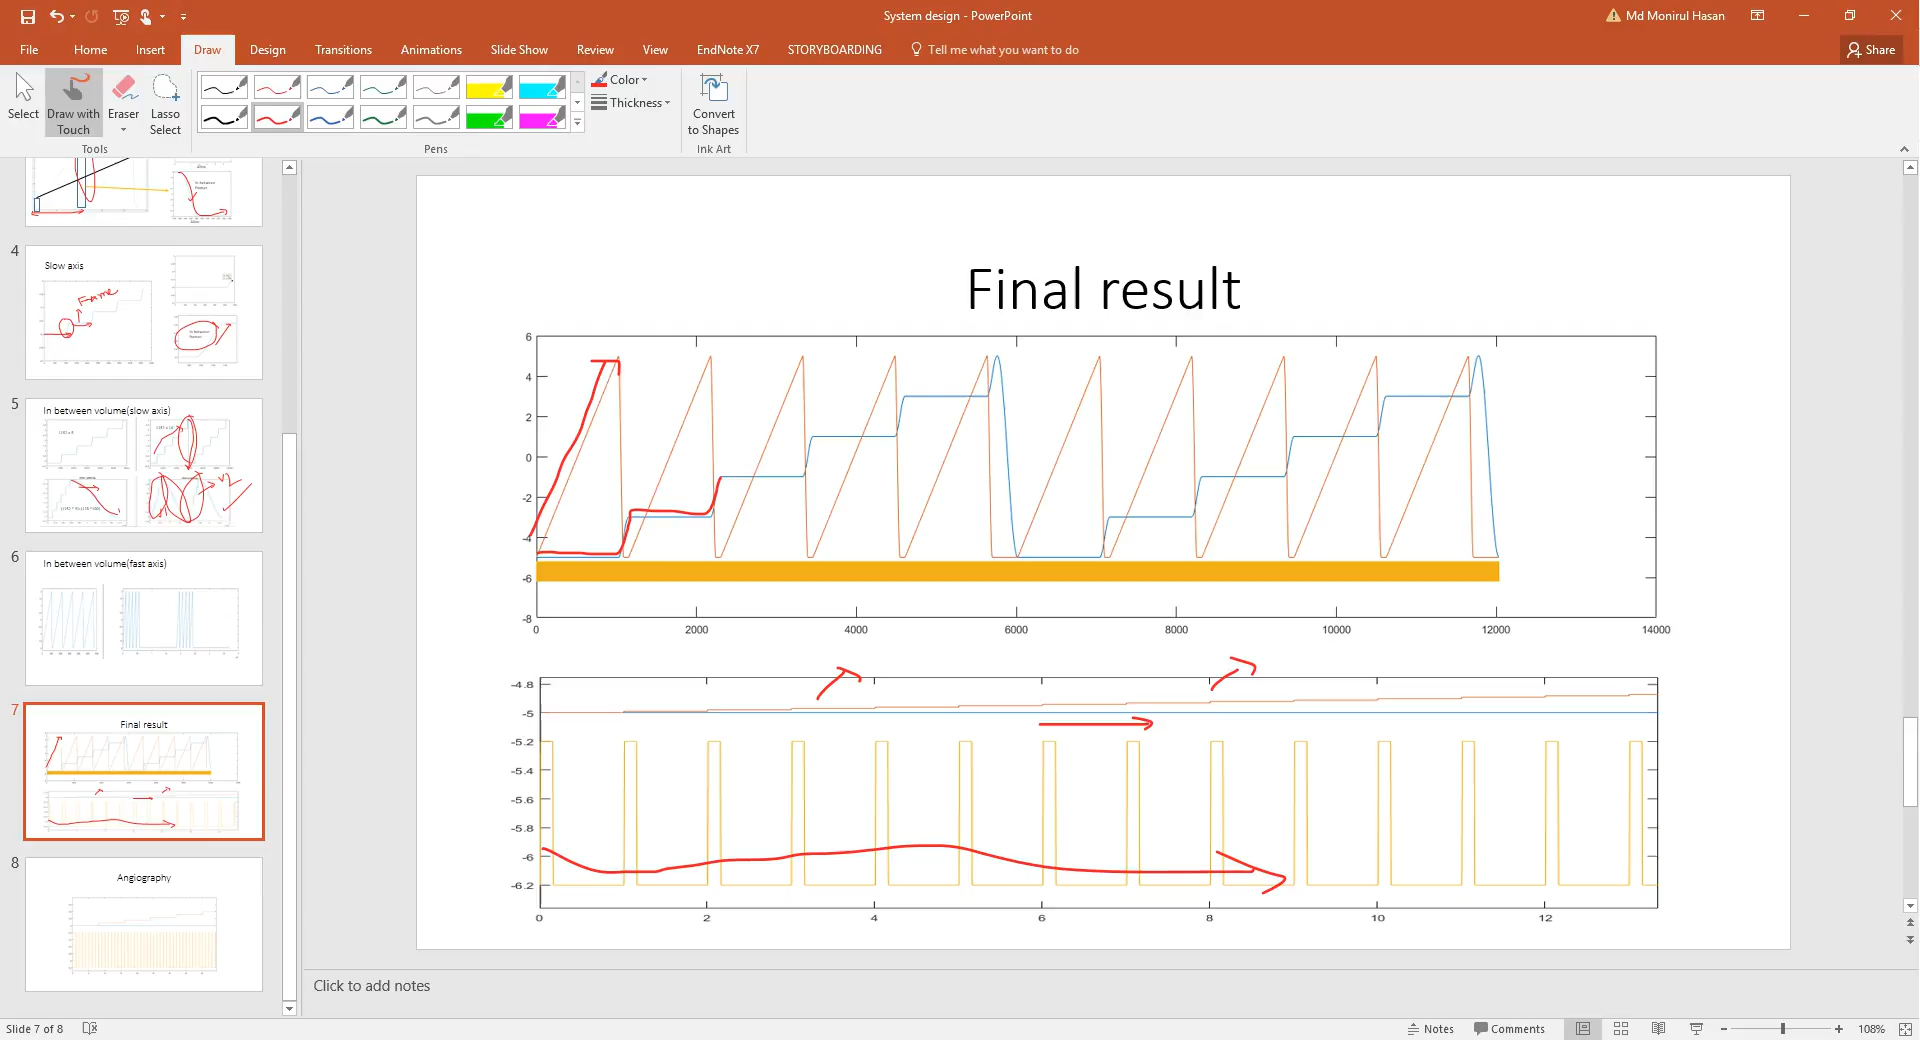 System design - PowerPoint
Md Monirul Hasan
File Home Insert Draw Design Transitions Animations Slide Show Review View EndNote X7 STORYBOARDING Tell me what you want to do
Share
Select
Draw with Touch
Eraser
Lasso Select
Tools
Pens
Color
Thickness
Convert to Shapes
Ink Art
4
Slow axis
Frame
5
In between volume(slow axis)
v2
6
In between volume(fast axis)
7
Final result
8
Angiography
Final result
6
4
2
0
-2
-4
-6
-8
0 2000 4000 6000 8000 10000 12000 14000
-4.8
-5
-5.2
-5.4
-5.6
-5.8
-6
-6.2
0 2 4 6 8 10 12
Click to add notes
Slide 7 of 8
Notes
Comments
108%